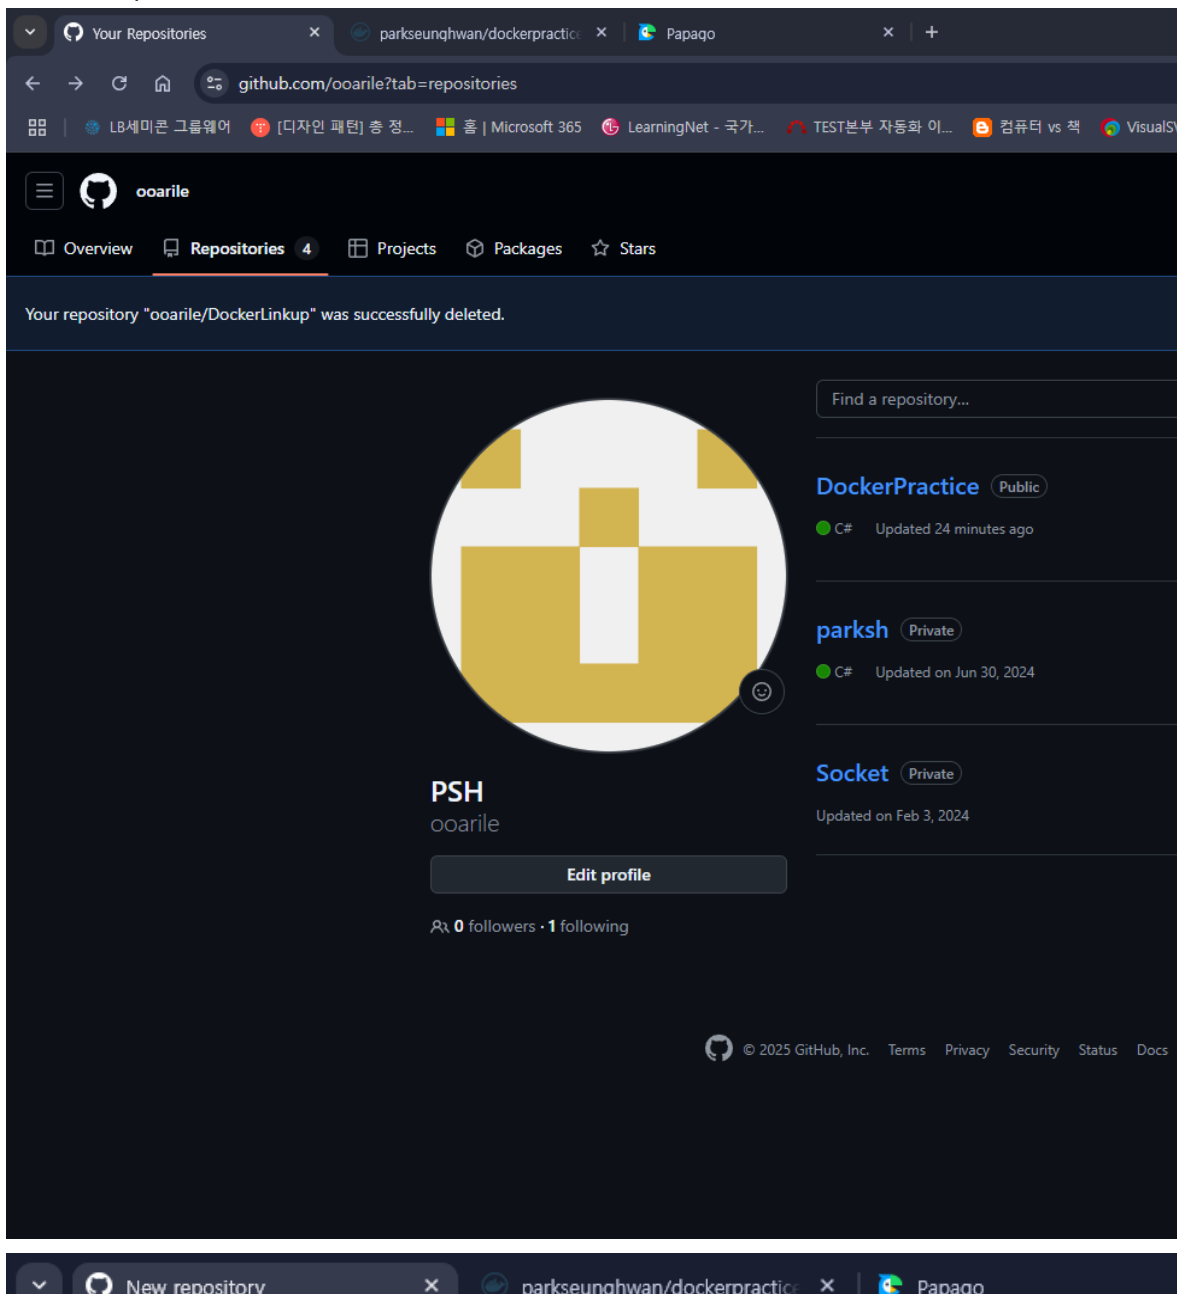 Your Repositories
parkseunghwan/dockerpractice
Papago
github.com/ooarile?tab=repositories
LB세미콘 그룹웨어
[디자인 패턴] 총 정...
홈 | Microsoft 365
LearningNet - 국가...
TEST본부 자동화 이...
컴퓨터 vs 책
VisualSV
ooarile
Overview
Repositories 4
Projects
Packages
Stars
Your repository "ooarile/DockerLinkup" was successfully deleted.
Find a repository...
DockerPractice Public
C# Updated 24 minutes ago
parksh Private
C# Updated on Jun 30, 2024
Socket Private
Updated on Feb 3, 2024
PSH
ooarile
Edit profile
0 followers · 1 following
© 2025 GitHub, Inc. Terms Privacy Security Status Docs
New repository
parkseunghwan/dockerpractice
Papago